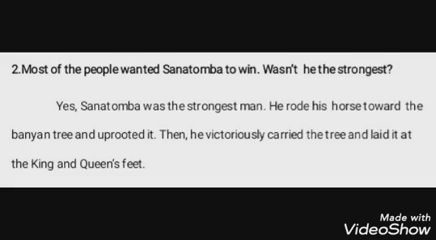 2.Most of the people wanted Sanatomba to win. Wasn't he the strongest?
Yes, Sanatomba was the strongest man. He rode his horse toward the
banyan tree and uprooted it. Then, he victoriously carried the tree and laid it at
the King and Queen's feet.
Made with
VideoShow